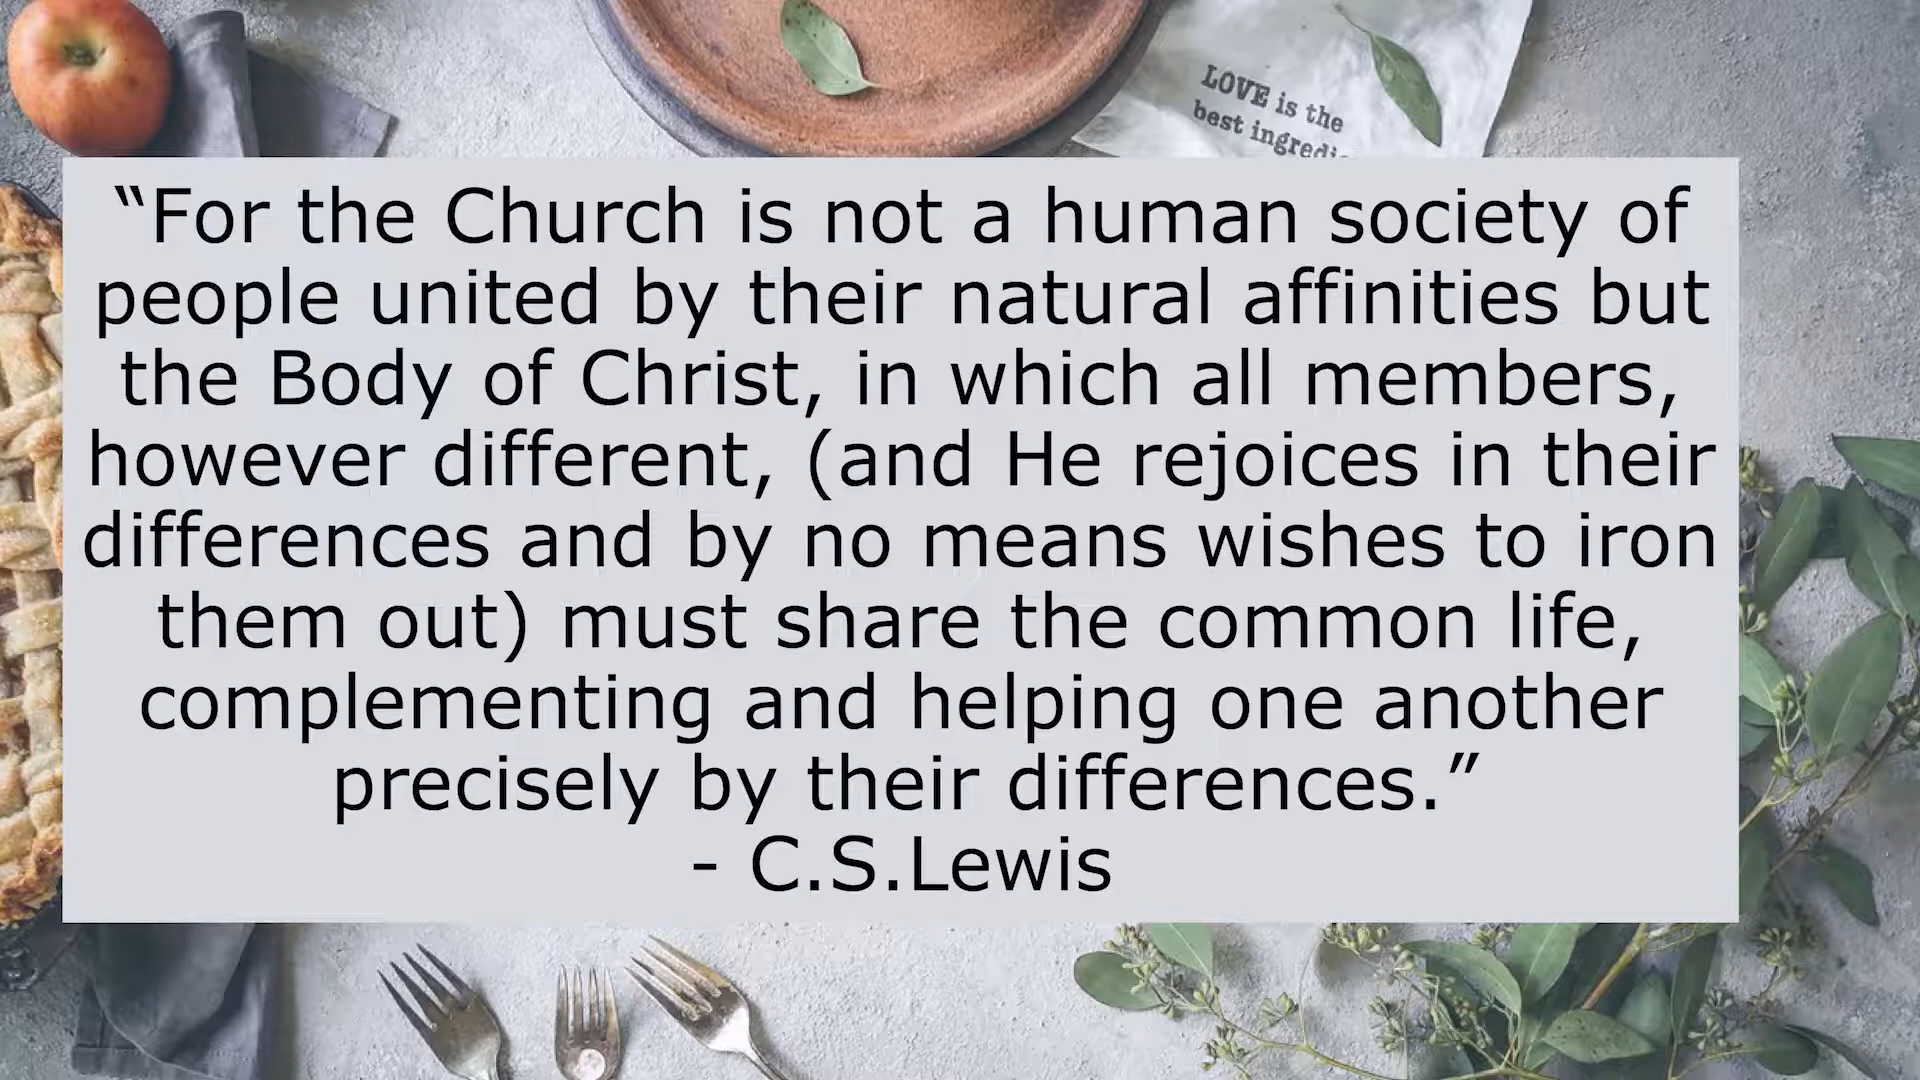 LOVE is the
best
“For the Church is not a human society of
people united by their natural affinities but
the Body of Christ, in which all members,
however different, (and He rejoices in their
differences and by no means wishes to iron
them out) must share the common life,
complementing and helping one another
precisely by their differences.”
- C.S.Lewis